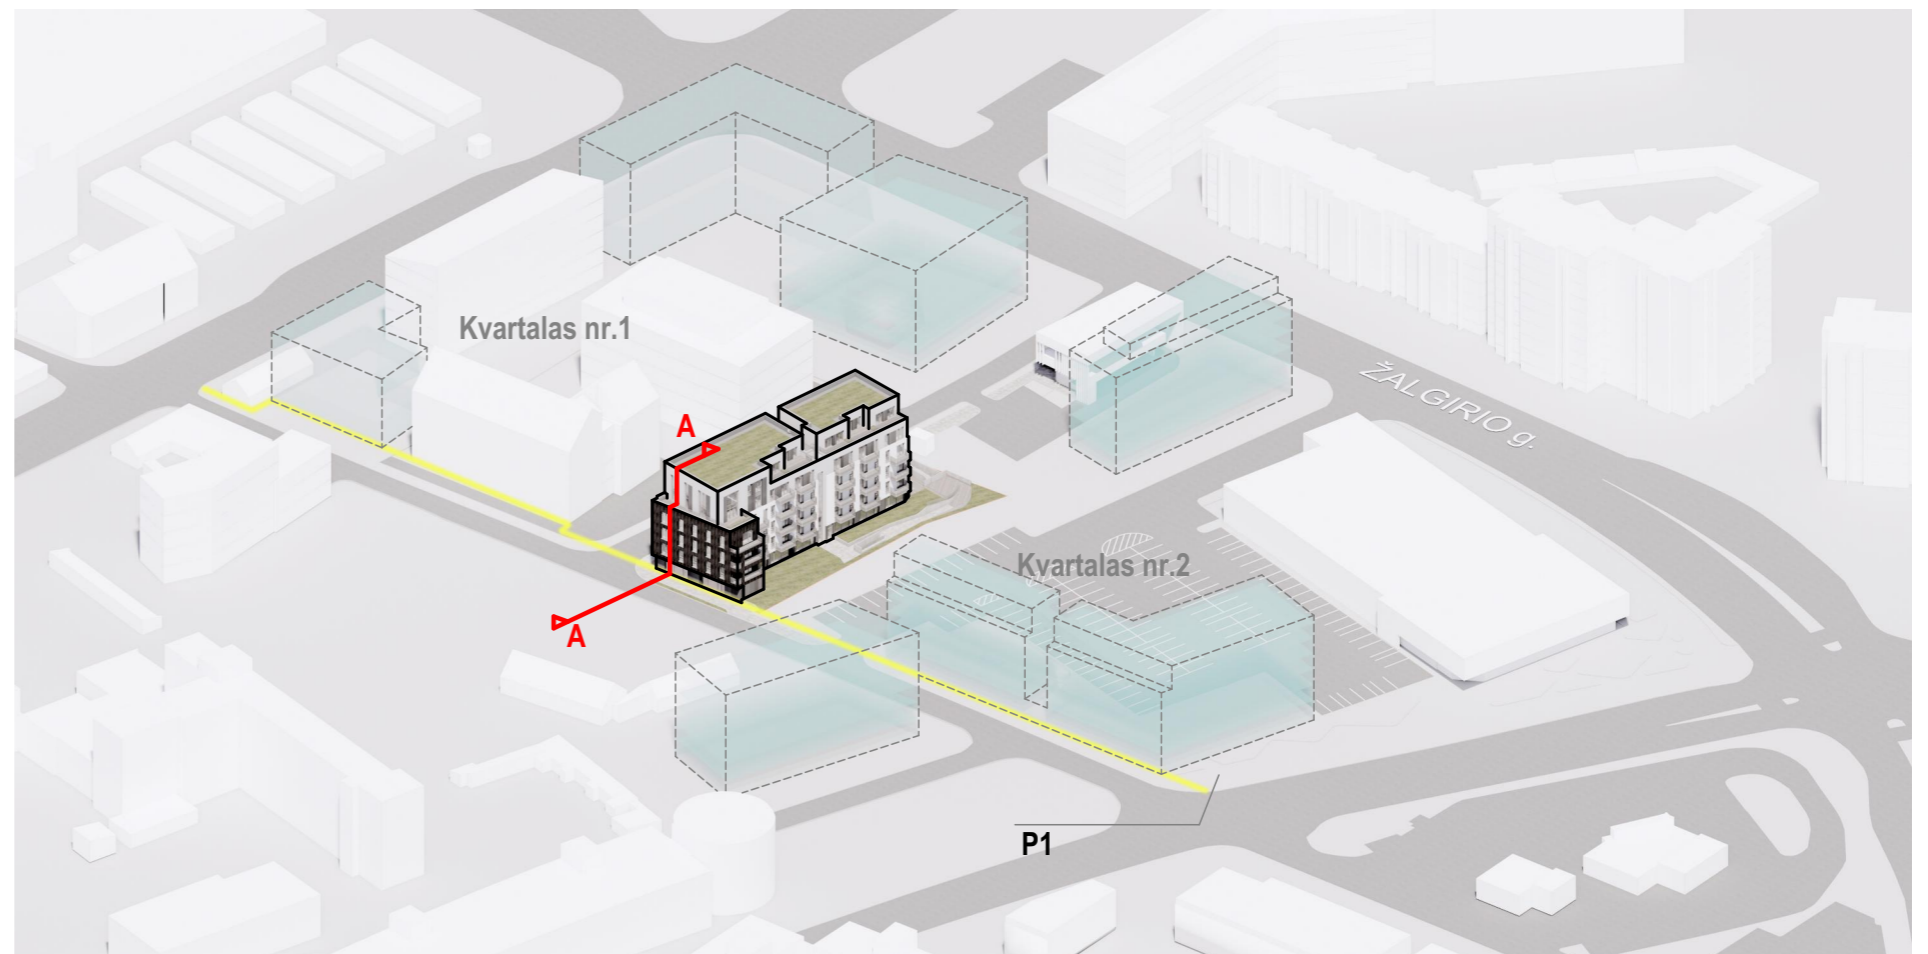 Kvartalas nr.1
ŽALGIRIO g.
A
Kvartalas nr.2
A
P1